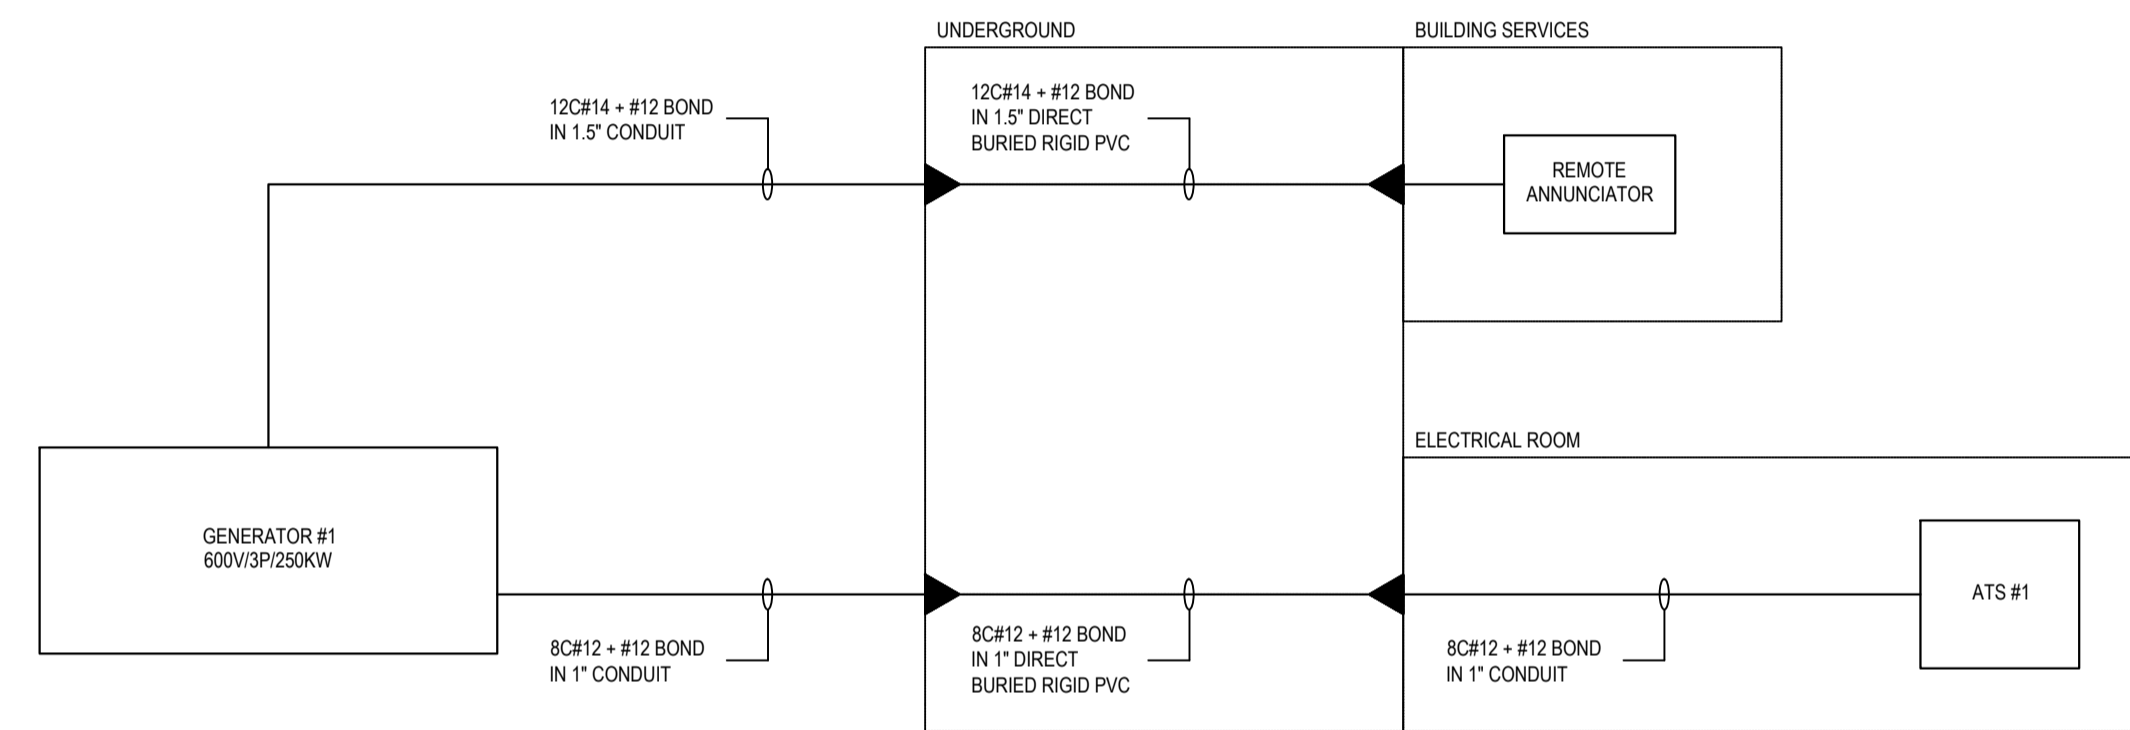 UNDERGROUND
BUILDING SERVICES
12C#14 + #12 BOND
IN 1.5" CONDUIT
12C#14 + #12 BOND
IN 1.5" DIRECT
BURIED RIGID PVC
REMOTE
ANNUNCIATOR
ELECTRICAL ROOM
GENERATOR #1
600V/3P/250KW
ATS #1
8C#12 + #12 BOND
IN 1" CONDUIT
8C#12 + #12 BOND
IN 1" DIRECT
BURIED RIGID PVC
8C#12 + #12 BOND
IN 1" CONDUIT